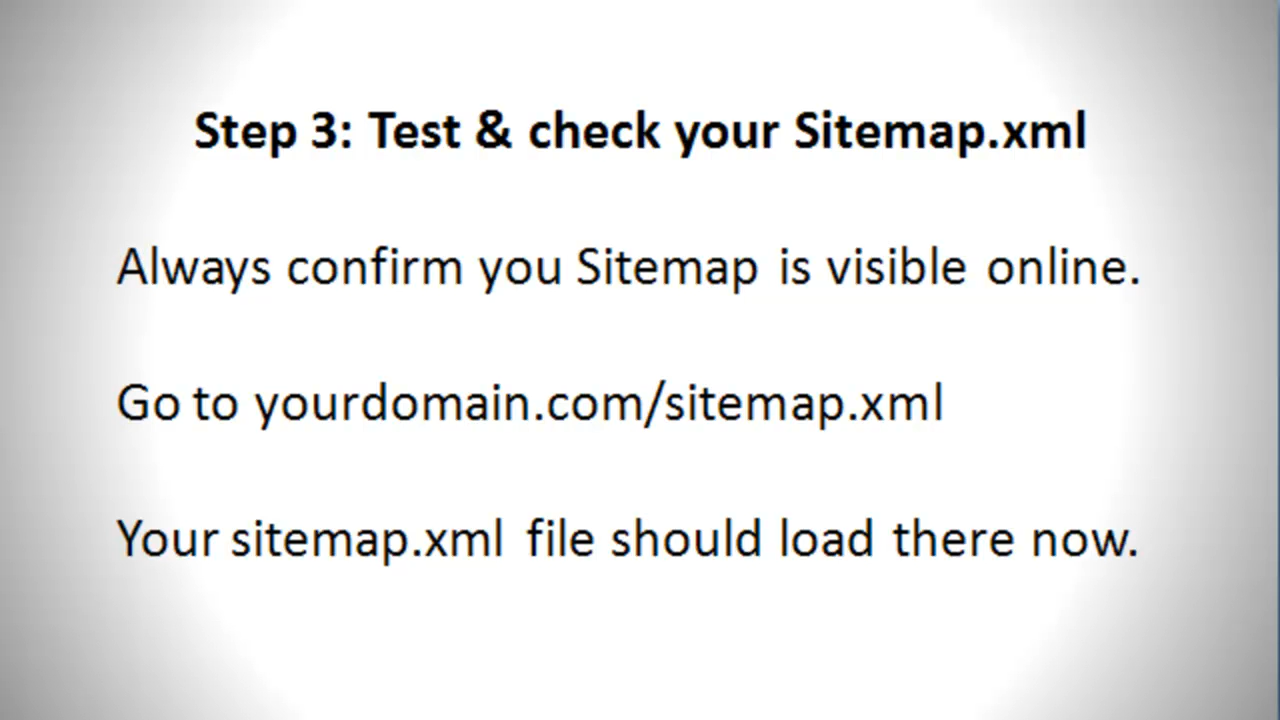 Step 3: Test & check your Sitemap.xml
Always confirm you Sitemap is visible online.
Go to yourdomain.com/sitemap.xml
Your sitemap.xml file should load there now.